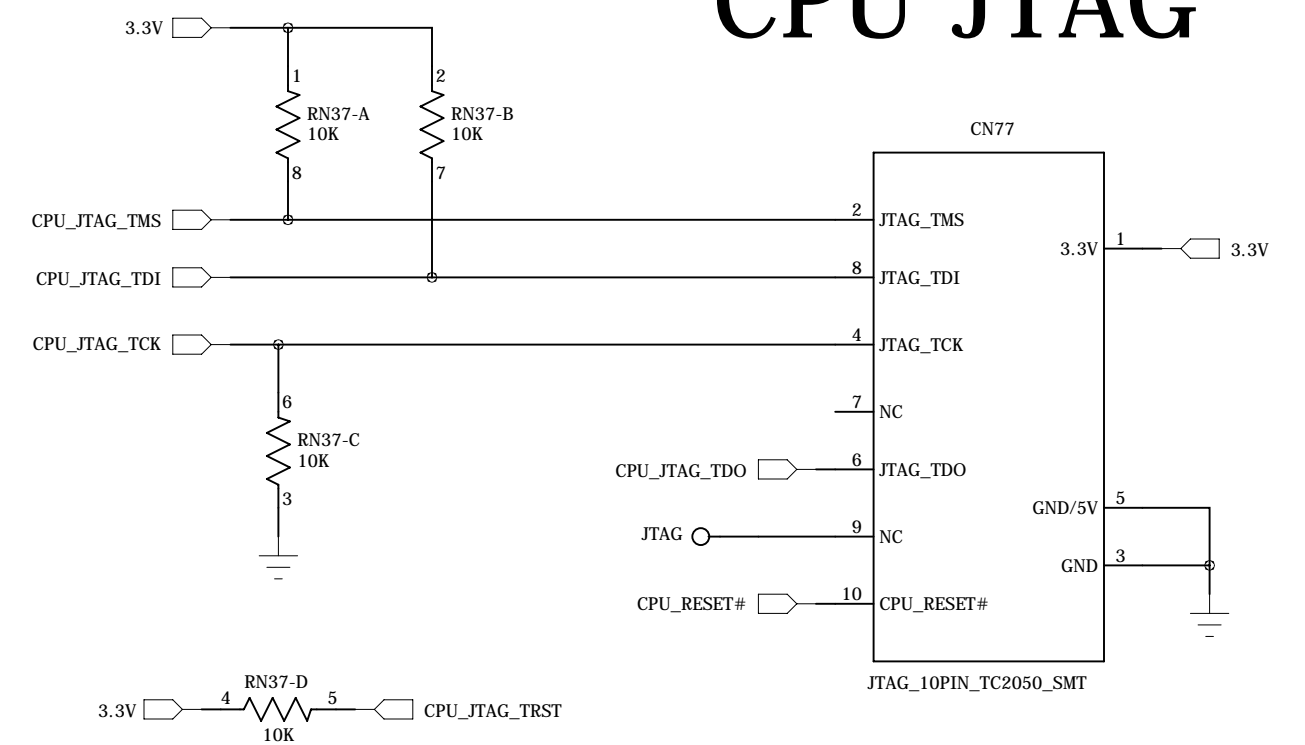 CPU JTAG
3.3V
1
2
RN37-A
10K
RN37-B
10K
8
7
CN77
CPU_JTAG_TMS
2
JTAG_TMS
3.3V
1
3.3V
CPU_JTAG_TDI
8
JTAG_TDI
CPU_JTAG_TCK
4
JTAG_TCK
6
RN37-C
10K
3
7
NC
CPU_JTAG_TDO
6
JTAG_TDO
GND/5V
5
JTAG
9
NC
GND
3
CPU_RESET#
10
CPU_RESET#
JTAG_10PIN_TC2050_SMT
RN37-D
3.3V
4
5
CPU_JTAG_TRST
10K